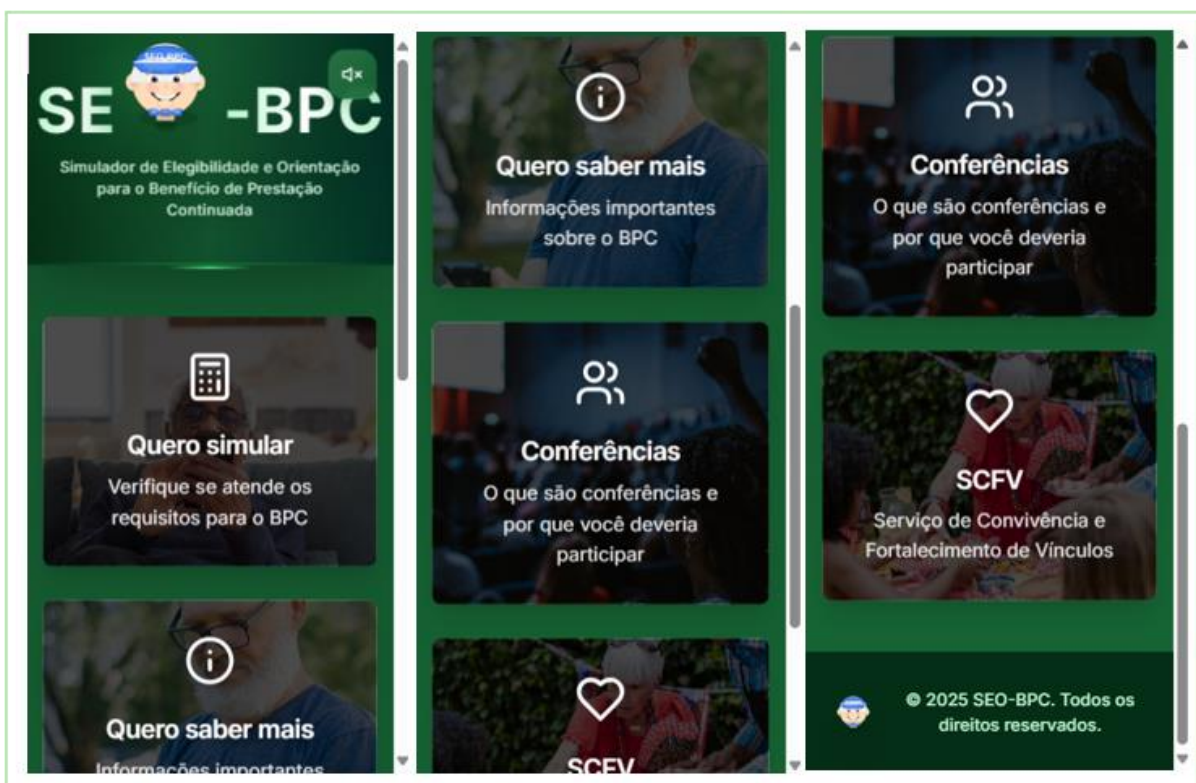 SEO-BPC
SE -BPC
Simulador de Elegibilidade e Orientação
para o Benefício de Prestação
Continuada
Quero simular
Verifique se atende os
requisitos para o BPC
Quero saber mais
Informações importantes
Quero saber mais
Informações importantes
sobre o BPC
Conferências
O que são conferências e
por que você deveria
participar
SCFV
Conferências
O que são conferências e
por que você deveria
participar
SCFV
Serviço de Convivência e
Fortalecimento de Vínculos
© 2025 SEO-BPC. Todos os
direitos reservados.